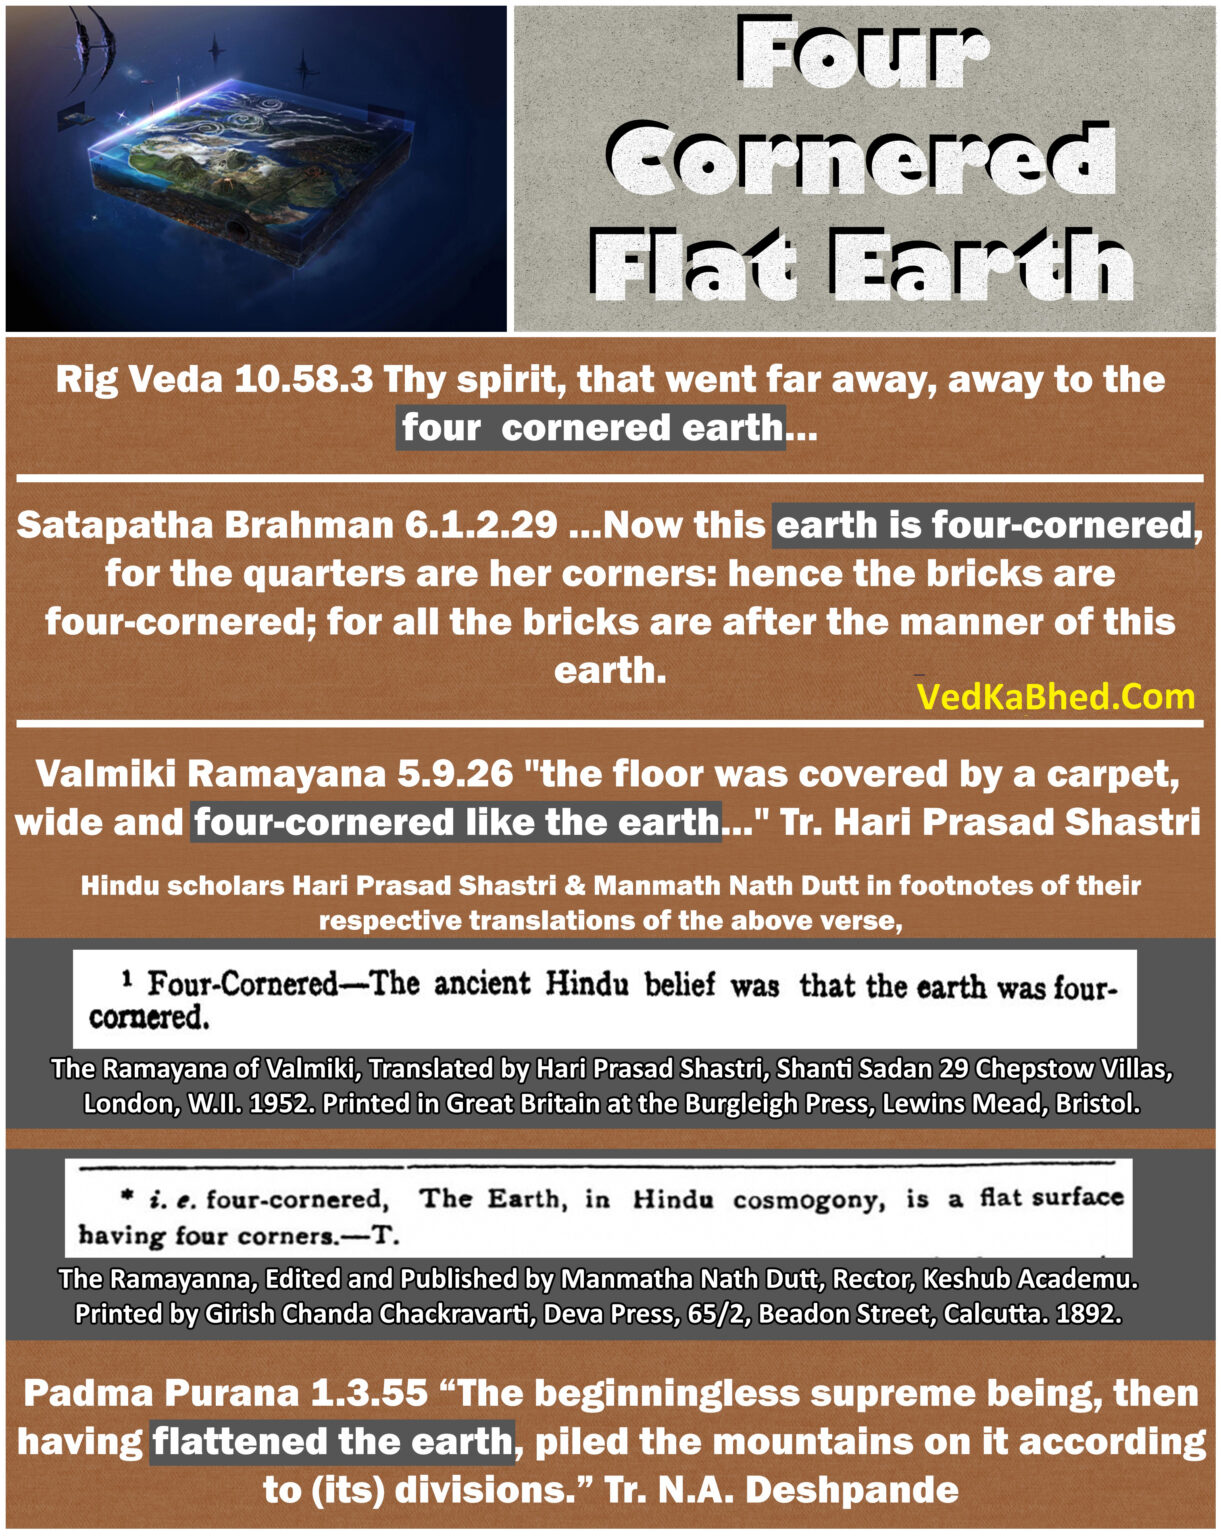 Four
Cornered
Flat Earth
Rig Veda 10.58.3 Thy spirit, that went far away, away to the
four cornered earth...
Satapatha Brahman 6.1.2.29 ...Now this earth is four-cornered,
for the quarters are her corners: hence the bricks are
four-cornered; for all the bricks are after the manner of this
earth.
VedKaBhed.Com
Valmiki Ramayana 5.9.26 "the floor was covered by a carpet,
wide and four-cornered like the earth..." Tr. Hari Prasad Shastri
Hindu scholars Hari Prasad Shastri & Manmath Nath Dutt in footnotes of their
respective translations of the above verse,
¹ Four-Cornered—The ancient Hindu belief was that the earth was four-
cornered.
The Ramayana of Valmiki, Translated by Hari Prasad Shastri, Shanti Sadan 29 Chepstow Villas,
London, W.II. 1952. Printed in Great Britain at the Burgleigh Press, Lewins Mead, Bristol.
* i. e. four-cornered, The Earth, in Hindu cosmogony, is a flat surface
having four corners.—T.
The Ramayanna, Edited and Published by Manmatha Nath Dutt, Rector, Keshub Academu.
Printed by Girish Chanda Chackravarti, Deva Press, 65/2, Beadon Street, Calcutta. 1892.
Padma Purana 1.3.55 “The beginningless supreme being, then
having flattened the earth, piled the mountains on it according
to (its) divisions.” Tr. N.A. Deshpande